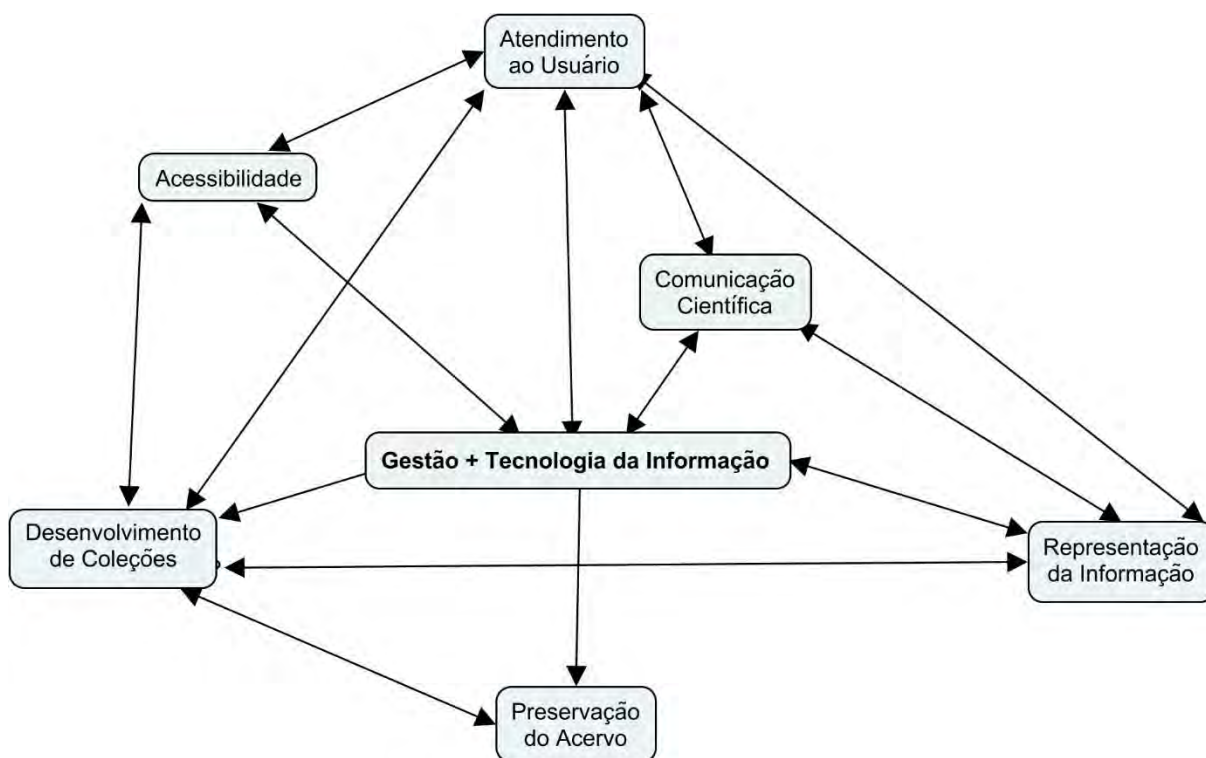 Atendimento
ao Usuário
Acessibilidade
Comunicação
Científica
Gestão + Tecnologia da Informação
Desenvolvimento
de Coleções
Representação
da Informação
Preservação
do Acervo